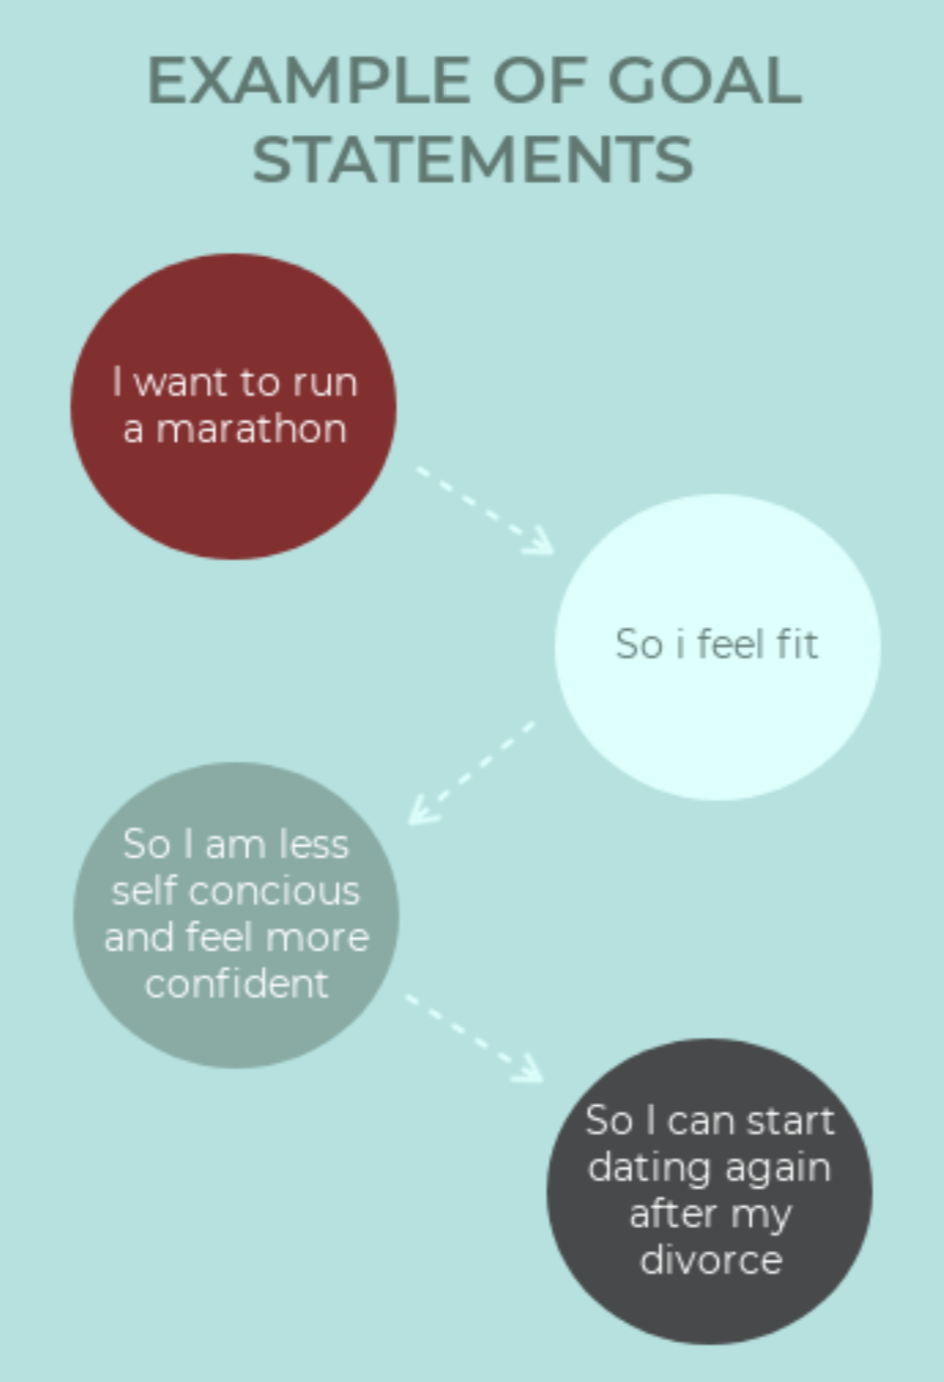 EXAMPLE OF GOAL
STATEMENTS
I want to run
a marathon
So i feel fit
So I am less
self concious
and feel more
confident
So I can start
dating again
after my
divorce